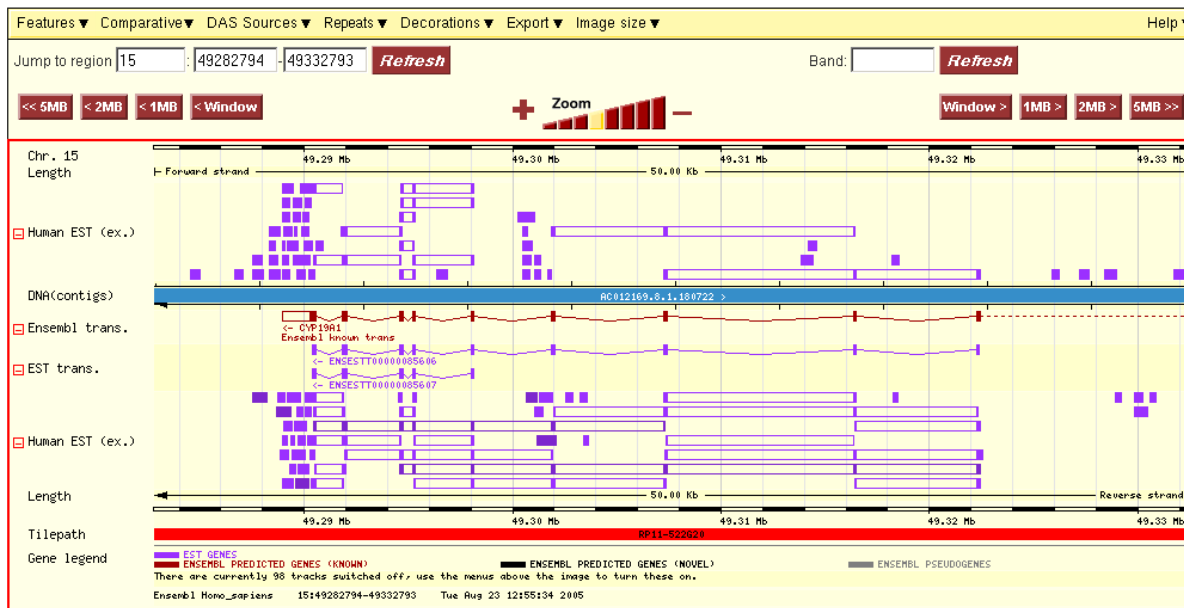 Features ▼ Comparative ▼ DAS Sources ▼ Repeats ▼ Decorations ▼ Export ▼ Image size ▼ Help
Jump to region 15 : 49282794 - 49332793 Refresh Band: Refresh
<< 5MB < 2MB < 1MB < Window + Zoom − Window > 1MB > 2MB > 5MB >>
Chr. 15 49.29 Mb 49.30 Mb 49.31 Mb 49.32 Mb 49.33 Mb
Length Forward strand 50.00 Kb
Human EST (ex.)
DNA(contigs) AC012169.8.1.180722 >
Ensembl trans.
<- CYP19A1
Ensembl known trans
EST trans.
<- ENSESTT00000085606
<- ENSESTT00000085607
Human EST (ex.)
Length 50.00 Kb Reverse strand
49.29 Mb 49.30 Mb 49.31 Mb 49.32 Mb 49.33 Mb
Tilepath RP11-522G20
Gene legend EST GENES
ENSEMBL PREDICTED GENES (KNOWN) ENSEMBL PREDICTED GENES (NOVEL) ENSEMBL PSEUDOGENES
There are currently 98 tracks switched off, use the menus above the image to turn these on.
Ensembl Homo_sapiens 15:49282794-49332793 Tue Aug 23 12:55:34 2005